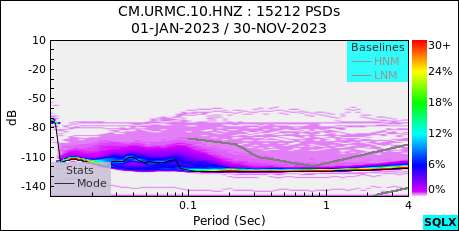 CM.URMC.10.HNZ : 15212 PSDs
01-JAN-2023 / 30-NOV-2023
10
-20
-50
-80
-110
-140
dB
Baselines
HNM
LNM
Stats
Mode
30+
24%
18%
12%
6%
0%
0.1
1
4
Period (Sec)
SQLX